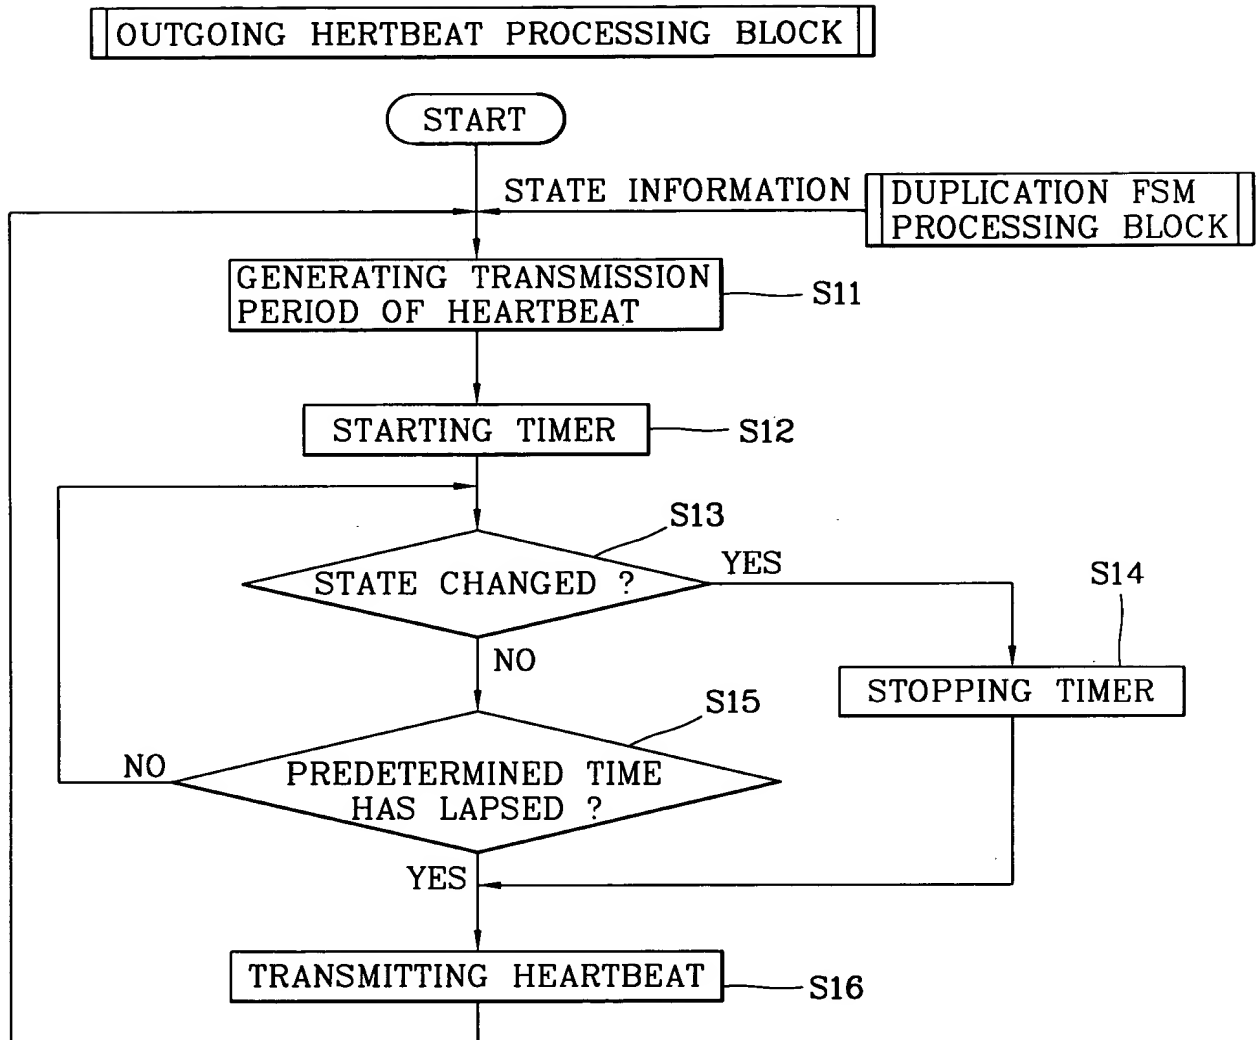 OUTGOING HERTBEAT PROCESSING BLOCK
START
STATE INFORMATION
DUPLICATION FSM
PROCESSING BLOCK
GENERATING TRANSMISSION
PERIOD OF HEARTBEAT
S11
STARTING TIMER
S12
S13
STATE CHANGED ?
YES
S14
NO
STOPPING TIMER
S15
NO
PREDETERMINED TIME
HAS LAPSED ?
YES
TRANSMITTING HEARTBEAT
S16